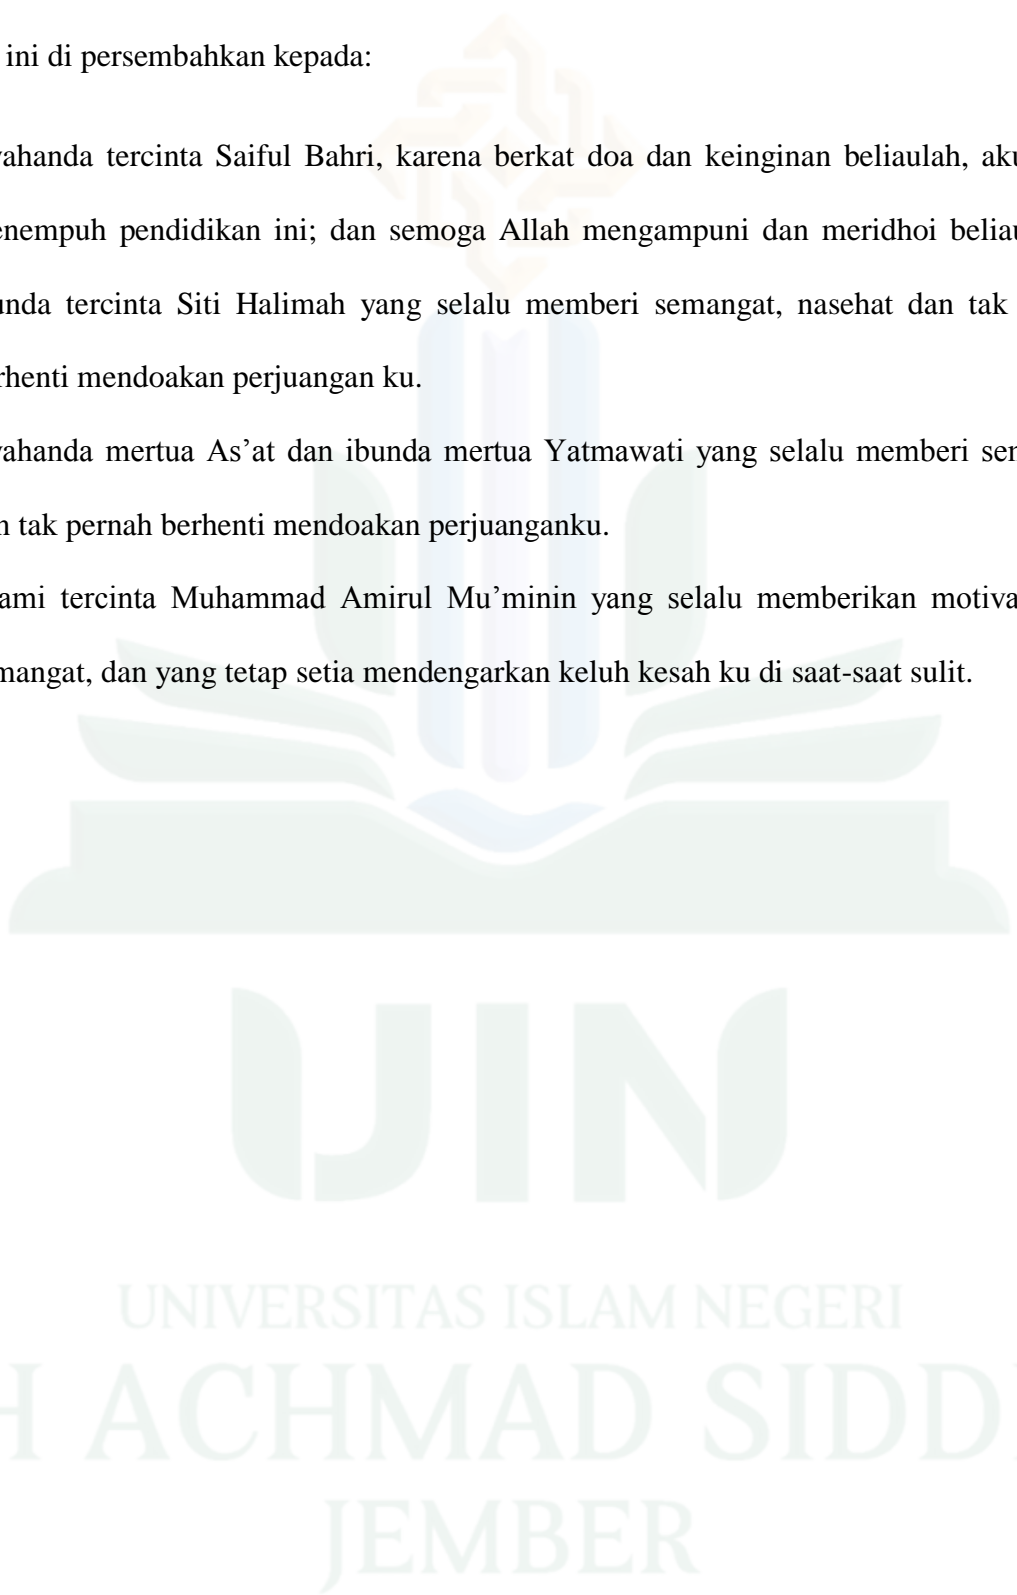 ini di persembahkan kepada:
ahanda tercinta Saiful Bahri, karena berkat doa dan keinginan beliaulah, aku
enempuh pendidikan ini; dan semoga Allah mengampuni dan meridhoi beliau
unda tercinta Siti Halimah yang selalu memberi semangat, nasehat dan tak
rhenti mendoakan perjuangan ku.
ahanda mertua As’at dan ibunda mertua Yatmawati yang selalu memberi sem
n tak pernah berhenti mendoakan perjuanganku.
ami tercinta Muhammad Amirul Mu’minin yang selalu memberikan motiva
mangat, dan yang tetap setia mendengarkan keluh kesah ku di saat-saat sulit.
UIN
UNIVERSITAS ISLAM NEGERI
H ACHMAD SIDD
JEMBER